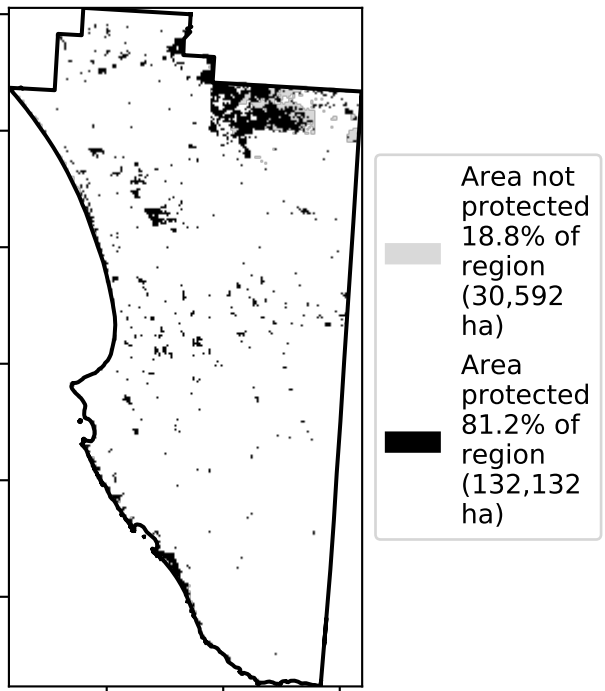 Area not
protected
18.8% of
region
(30,592
ha)
Area
protected
81.2% of
region
(132,132
ha)